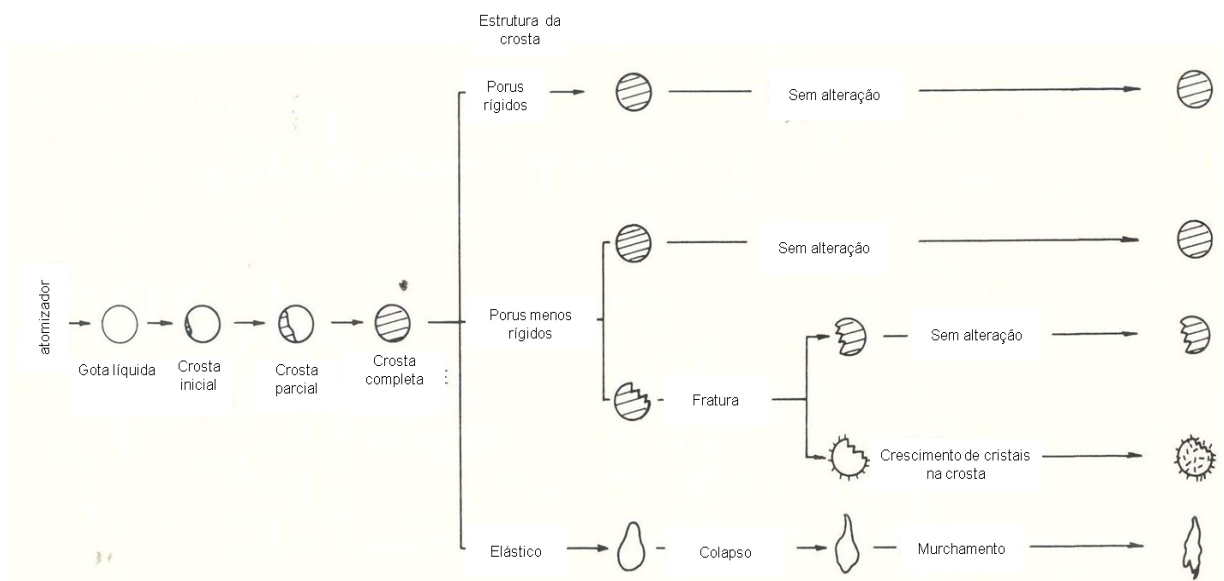 Estrutura da
crosta
Porus
rígidos
Sem alteração
Sem alteração
atomizador
Porus menos
rígidos
Sem alteração
Gota líquida
Crosta
inicial
Crosta
parcial
Crosta
completa
Fratura
Crescimento de cristais
na crosta
Elástico
Colapso
Murchamento